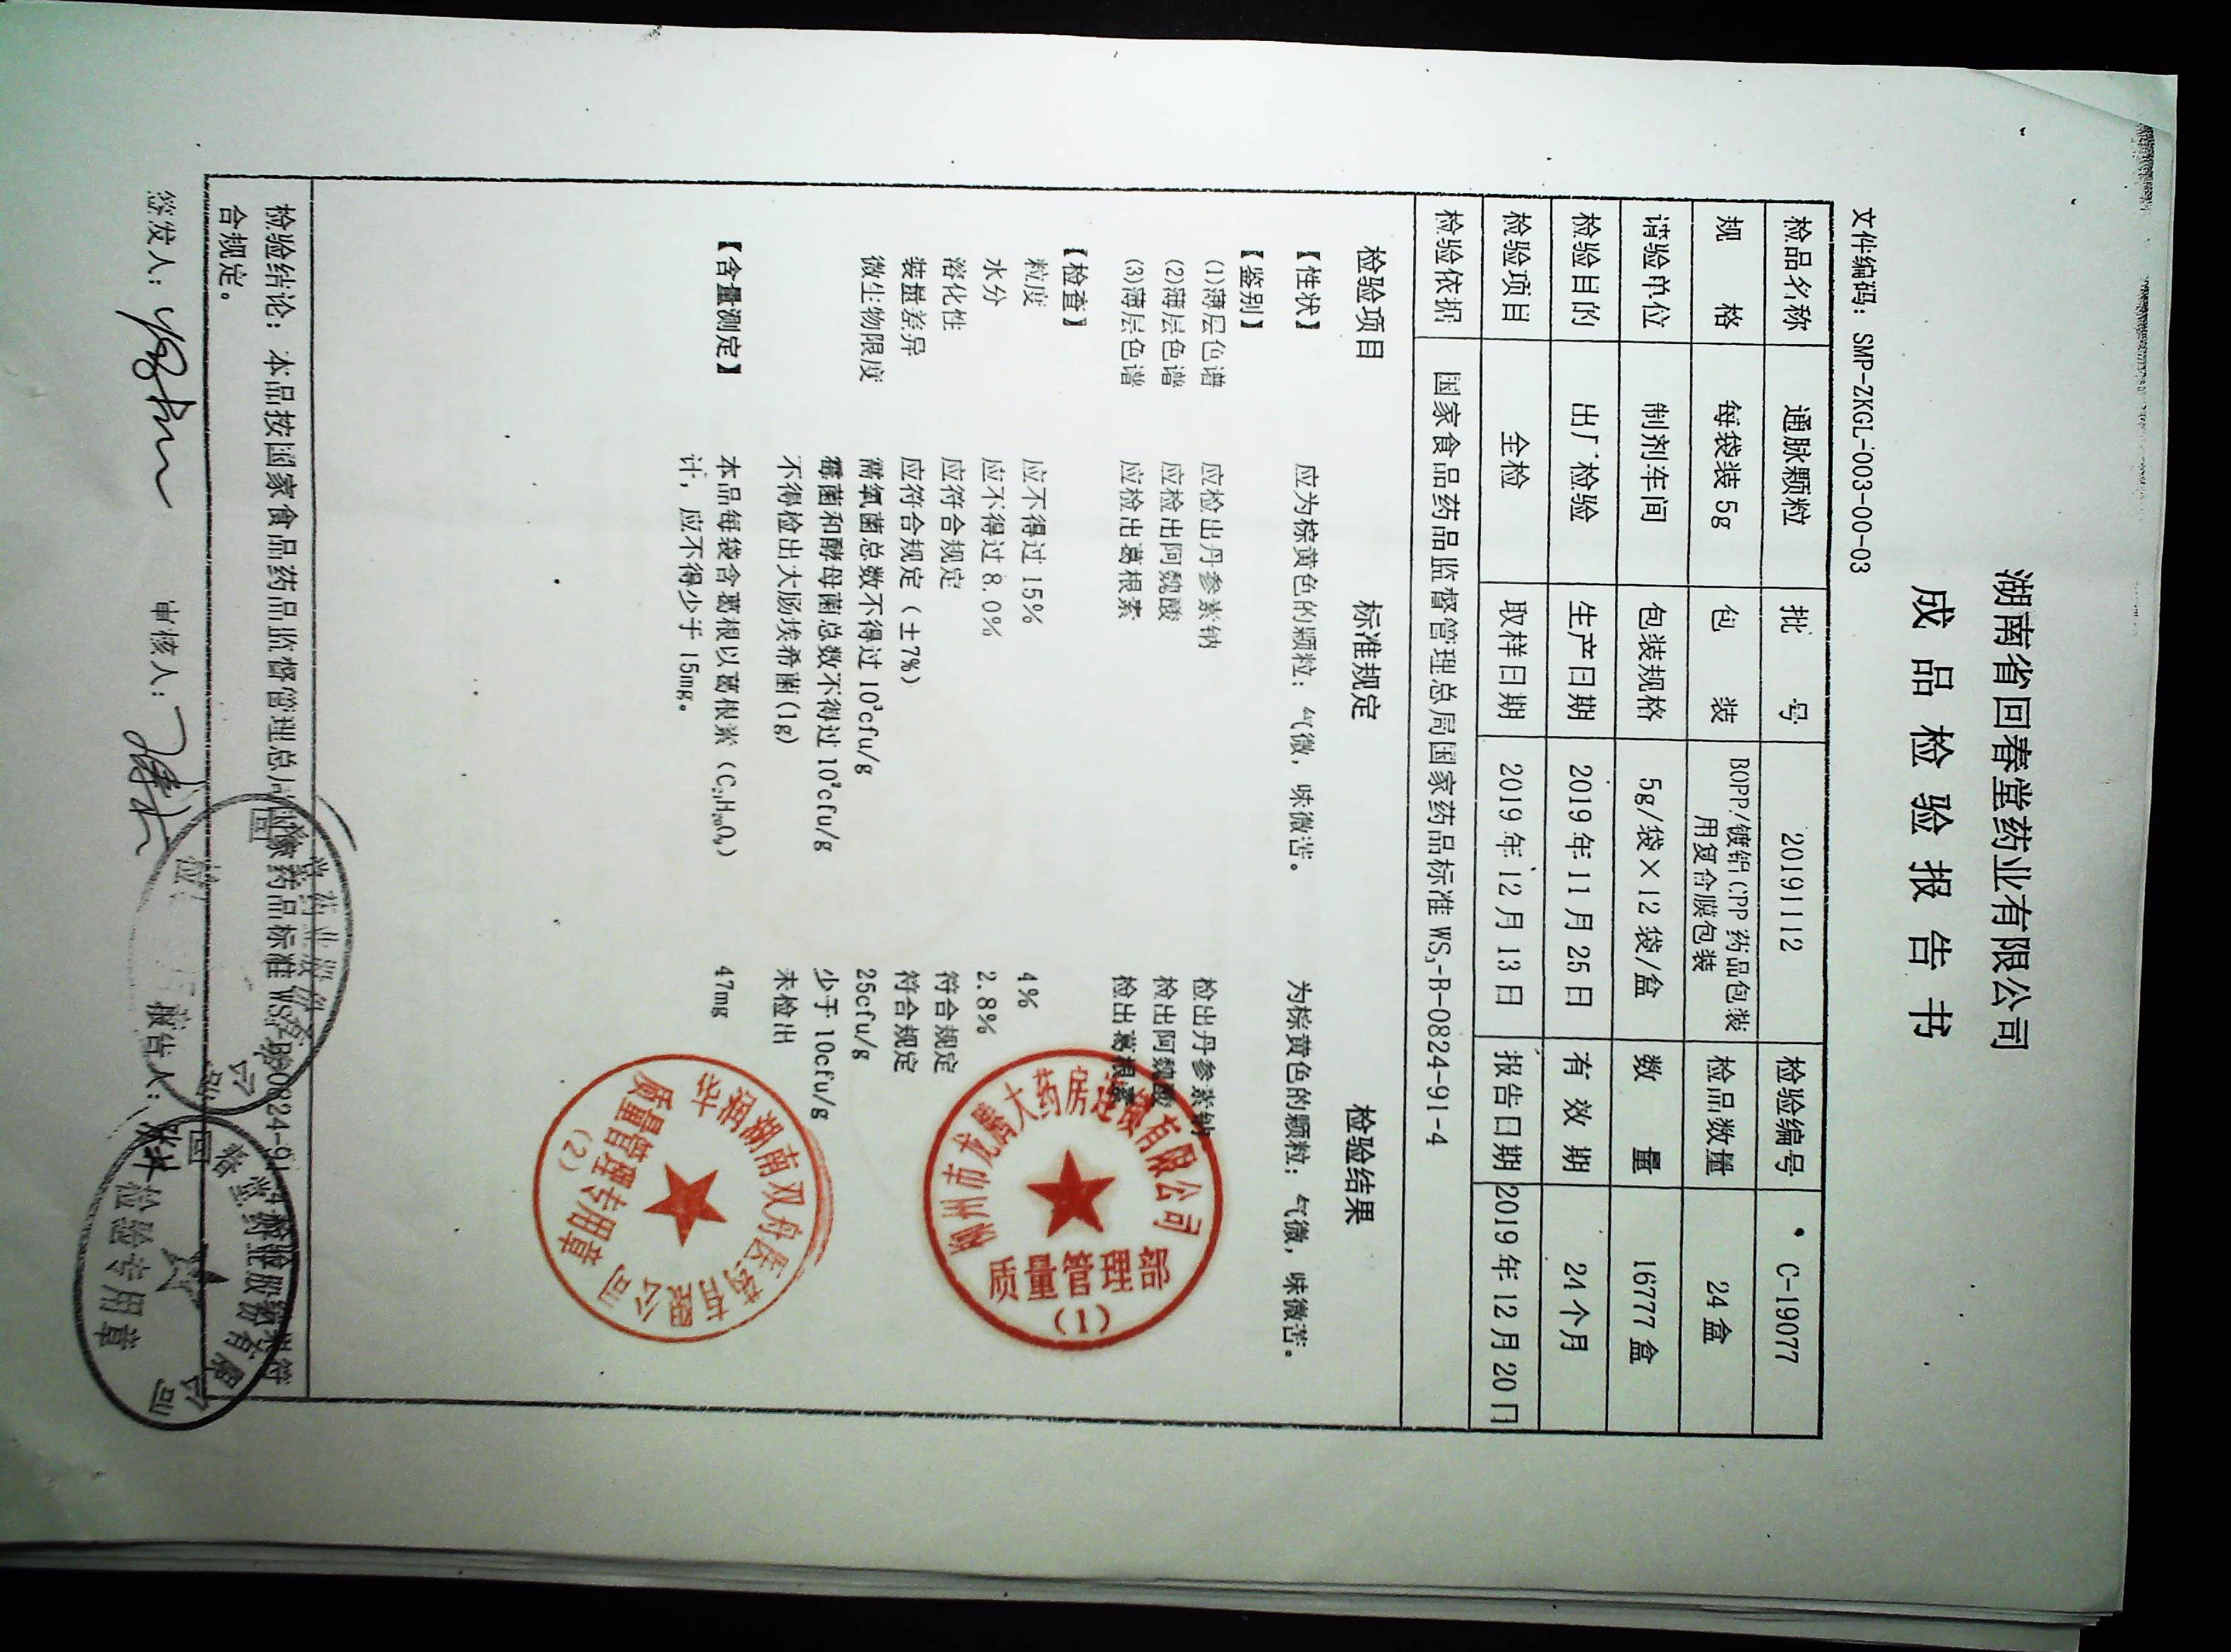 湖南省回春堂药业有限公司
成品检验报告书
文件编码：SMP-ZKGL-003-00-03
检品名称 通脉颗粒 批号 20191112 检验编号 C-19077
规格 每袋装5g 包装 BOPP/镀铝CPP药品包装用复合膜包装 检品数量 24盒
请验单位 制剂车间 包装规格 5g/袋×12袋/盒 数量 16777盒
检验目的 出厂检验 生产日期 2019年11月25日 有效期 24个月
检验项目 全检 取样日期 2019年12月13日 报告日期 2019年12月20日
检验依据 国家食品药品监督管理总局国家药品标准WS₃-B-0824-91-4
检验项目 标准规定 检验结果
【性状】 应为棕黄色的颗粒；气微，味微苦。 为棕黄色的颗粒；气微，味微苦。
【鉴别】
(1)薄层色谱 应检出丹参素钠 检出丹参素钠
(2)薄层色谱 应检出阿魏酸 检出阿魏酸
(3)薄层色谱 应检出葛根素 检出葛根素
【检查】
粒度 应不得过15% 4%
水分 应不得过8.0% 2.8%
溶化性 应符合规定 符合规定
装量差异 应符合规定（±7%） 符合规定
微生物限度 需氧菌总数不得过10³cfu/g 25cfu/g
霉菌和酵母菌总数不得过10²cfu/g 少于10cfu/g
不得检出大肠埃希菌(1g) 未检出
【含量测定】 本品每袋含葛根以葛根素（C₂₁H₂₀O₉） 47mg
计，应不得少于15mg。
检验结论：本品按国家食品药品监督管理总局国家药品标准WS₃-B-0824-91-4检验，结果符
合规定。
签发人： 审核人： 报告人：
龙腾大药房连锁有限公司
质量管理部
(1)
华润湖南双舟医药有限公司
质量管理专用章
(2)
检验专用章